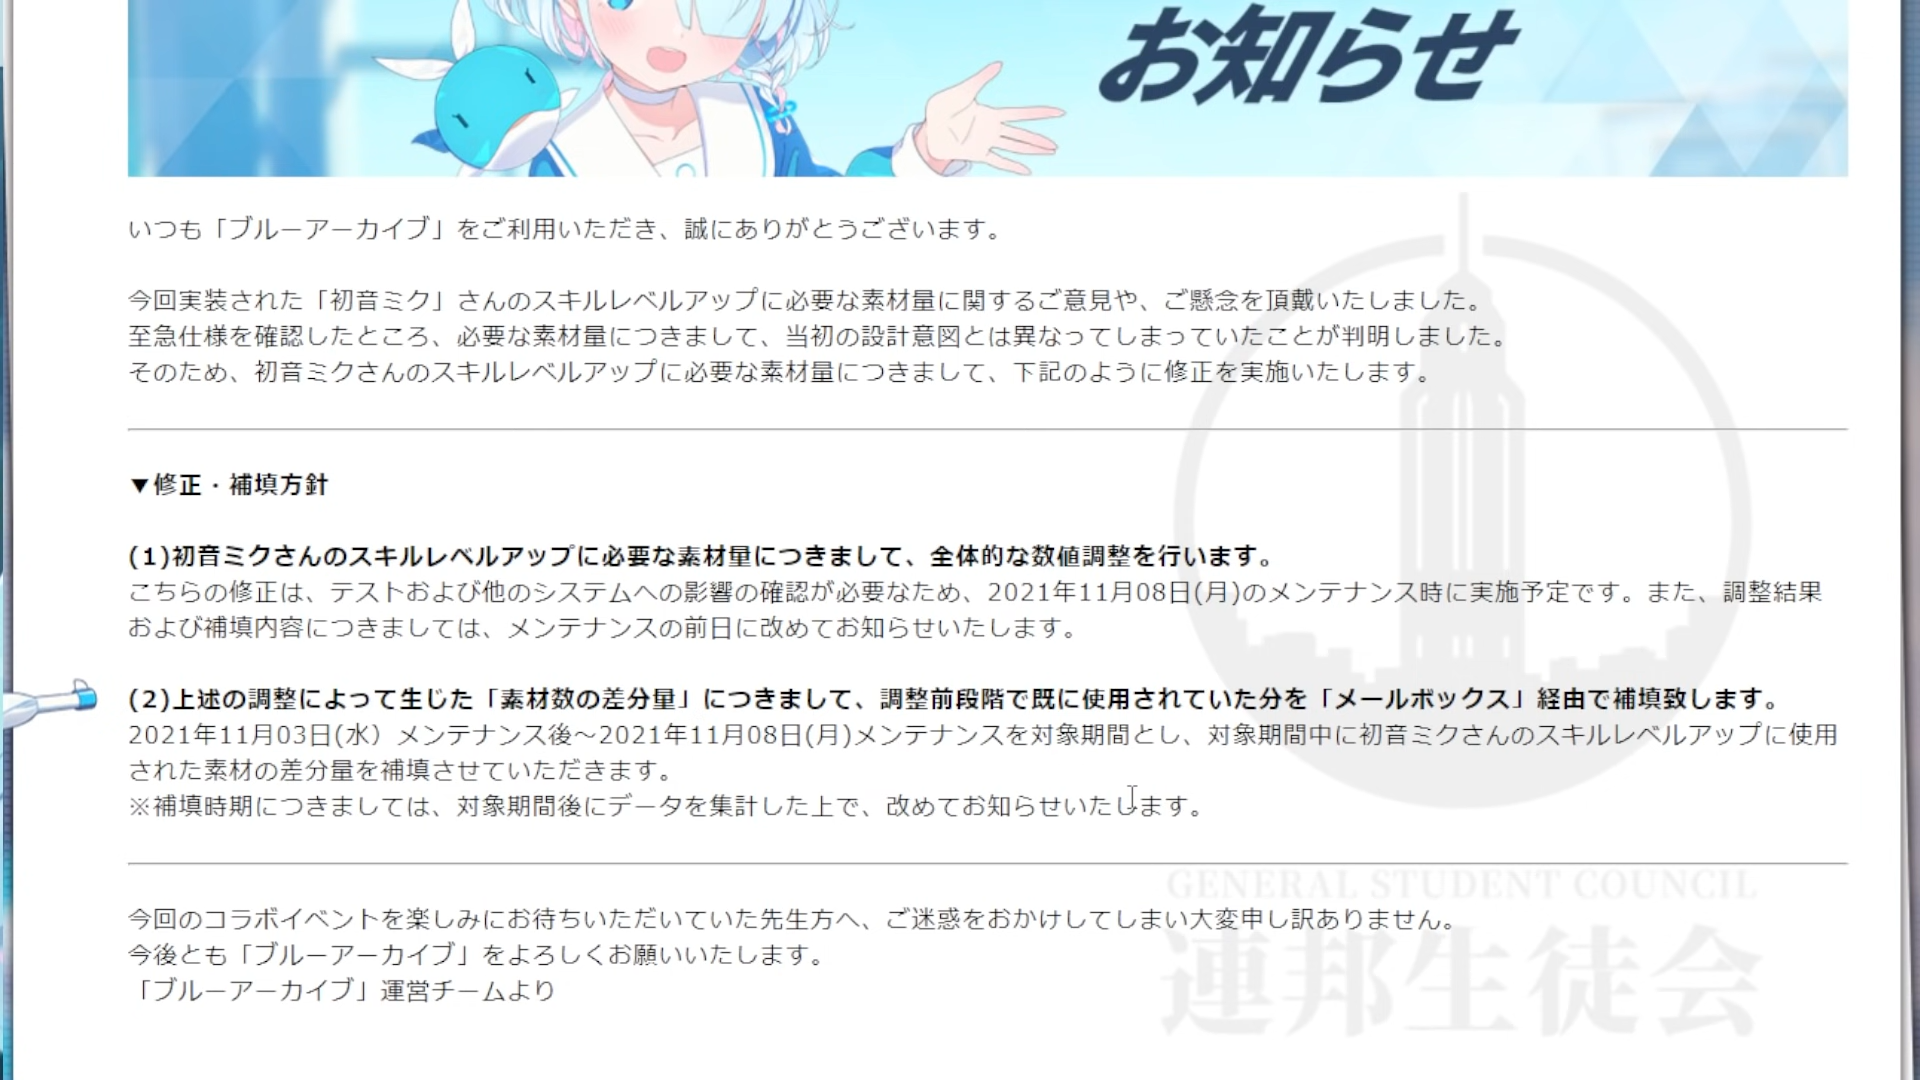 お知らせ
いつも「ブルーアーカイブ」をご利用いただき、誠にありがとうございます。
今回実装された「初音ミク」さんのスキルレベルアップに必要な素材量に関するご意見や、ご懸念を頂戴いたしました。
至急仕様を確認したところ、必要な素材量につきまして、当初の設計意図とは異なってしまっていたことが判明しました。
そのため、初音ミクさんのスキルレベルアップに必要な素材量につきまして、下記のように修正を実施いたします。
▼修正・補填方針
(1)初音ミクさんのスキルレベルアップに必要な素材量につきまして、全体的な数値調整を行います。
こちらの修正は、テストおよび他のシステムへの影響の確認が必要なため、2021年11月08日(月)のメンテナンス時に実施予定です。また、調整結果
および補填内容につきましては、メンテナンスの前日に改めてお知らせいたします。
(2)上述の調整によって生じた「素材数の差分量」につきまして、調整前段階で既に使用されていた分を「メールボックス」経由で補填致します。
2021年11月03日(水）メンテナンス後～2021年11月08日(月)メンテナンスを対象期間とし、対象期間中に初音ミクさんのスキルレベルアップに使用
された素材の差分量を補填させていただきます。
※補填時期につきましては、対象期間後にデータを集計した上で、改めてお知らせいたします。
今回のコラボイベントを楽しみにお待ちいただいていた先生方へ、ご迷惑をおかけしてしまい大変申し訳ありません。
今後とも「ブルーアーカイブ」をよろしくお願いいたします。
「ブルーアーカイブ」運営チームより
GENERAL STUDENT COUNCIL
連邦生徒会